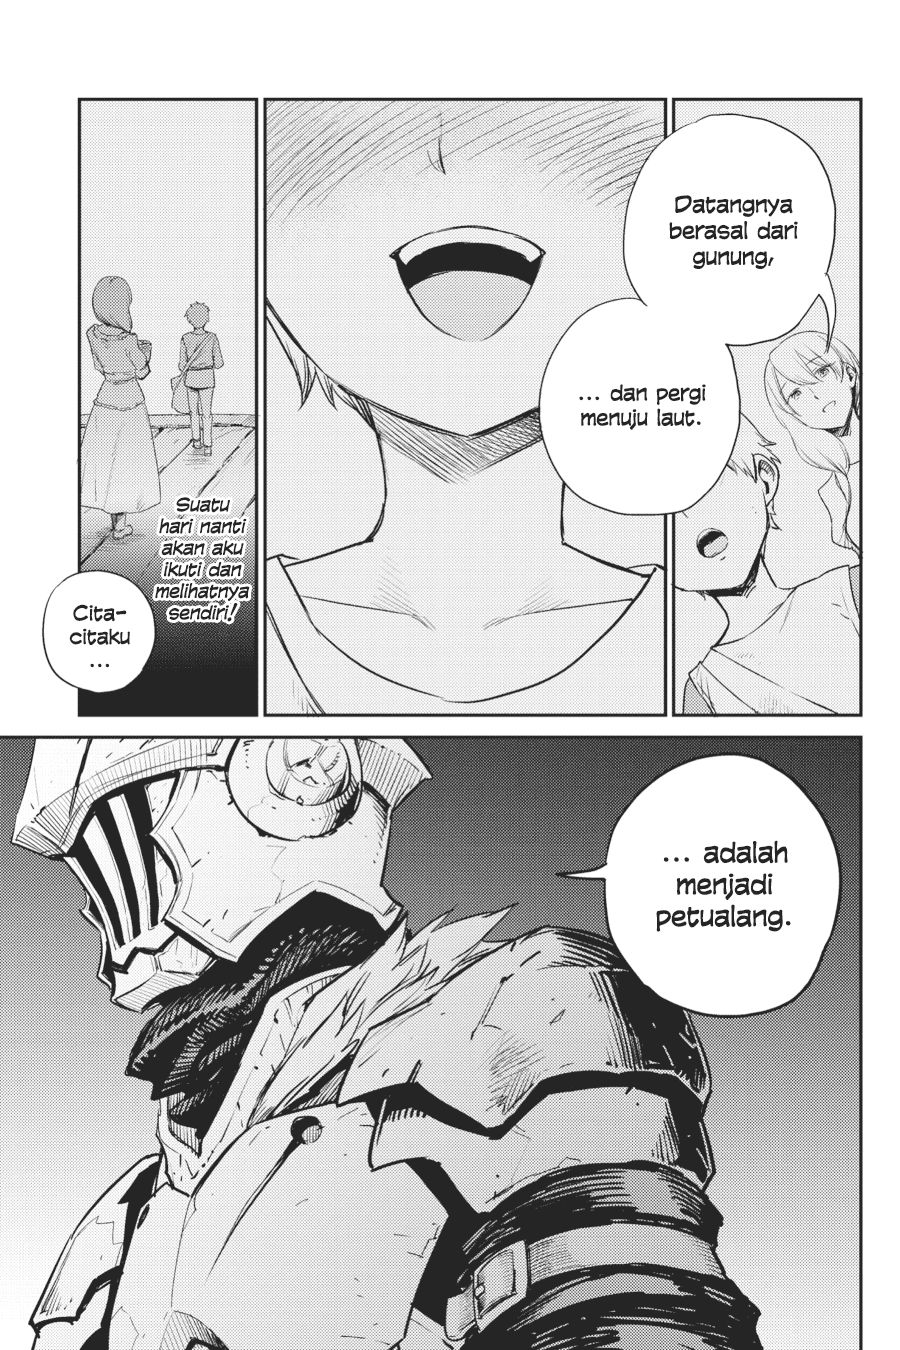 Datangnya
berasal dari
gunung,
... dan pergi
menuju laut.
Suatu
hari nanti
akan aku
ikuti dan
melihatnya
sendiri!
Cita-
citaku
...
... adalah
menjadi
petualang.